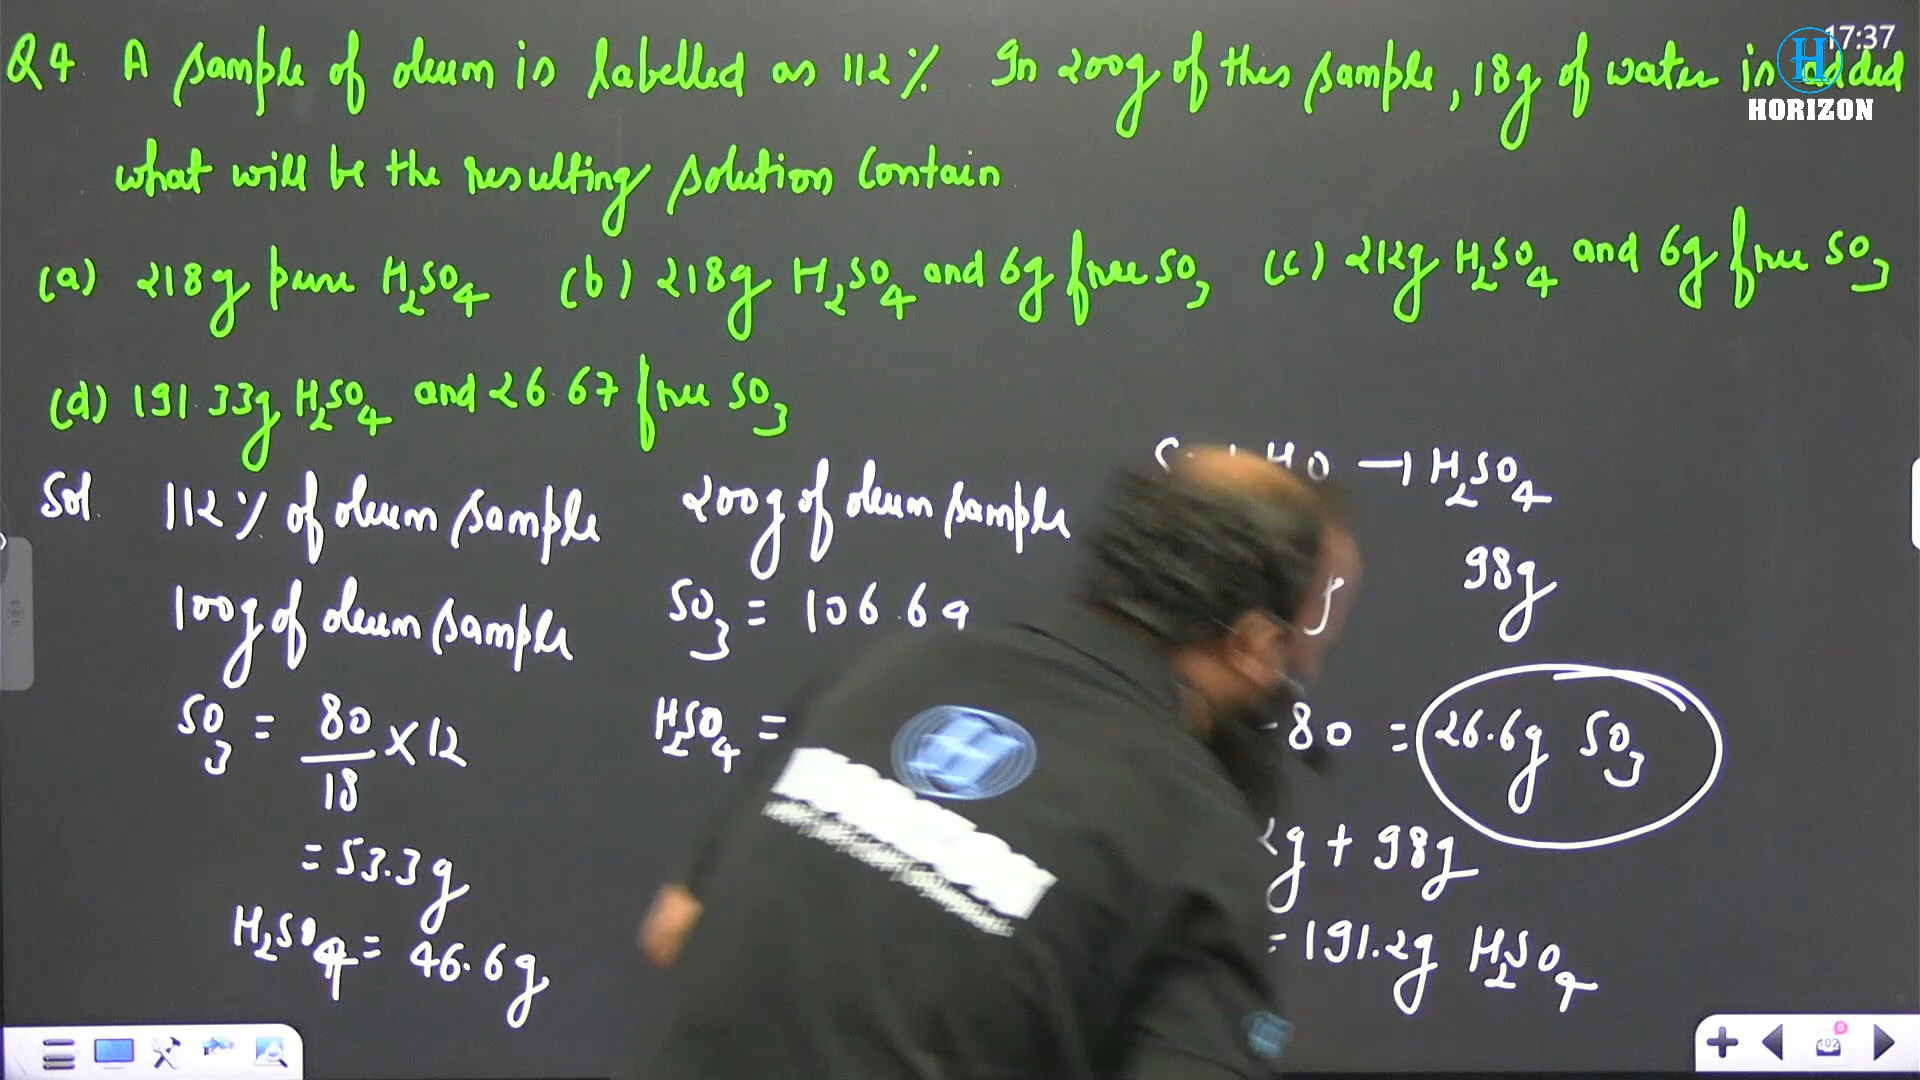 17:37
HORIZON
Q4 A sample of oleum is labelled as 112% In 200g of this sample, 18g of water is added
what will be the resulting solution contain
(a) 218g pure H₂SO₄ (b) 218g H₂SO₄ and 6g free SO₃ (c) 212g H₂SO₄ and 6g free SO₃
(d) 191.33g H₂SO₄ and 26.67 free SO₃
Sol. 112% of oleum sample
100g of oleum sample
SO₃ = 80/18 × 12
= 53.3g
H₂SO₄ = 46.6g
200g of oleum sample
SO₃ = 106.6
H₂SO₄ =
→ H₂SO₄
98g
80 = 26.6g SO₃
g + 98g
= 191.2g H₂SO₄
102